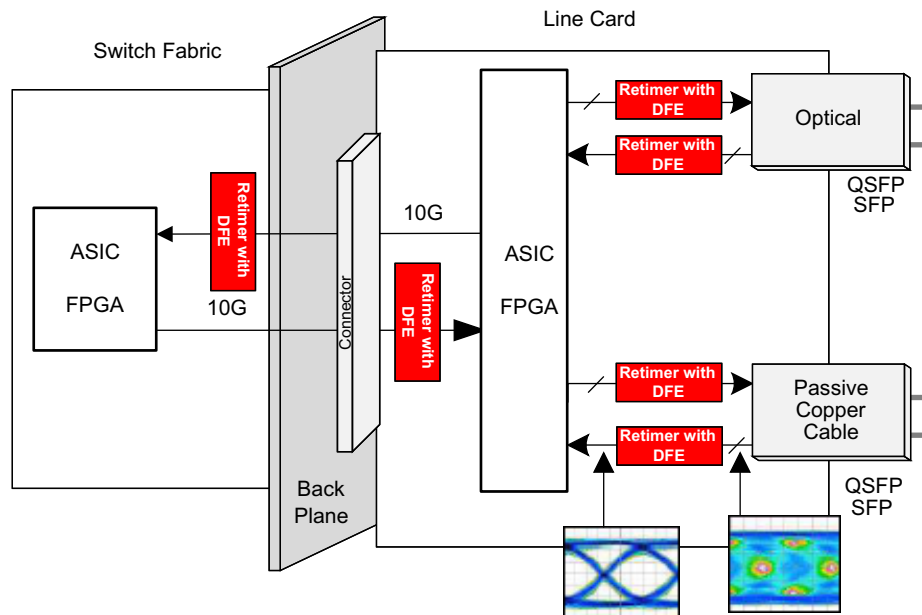 Line Card
Switch Fabric
Retimer with
DFE
Optical
Retimer with
DFE
QSFP
SFP
Retimer with
DFE
10G
ASIC
FPGA
ASIC
FPGA
10G
Connector
Retimer with
DFE
Retimer with
DFE
Passive
Copper
Cable
Retimer with
DFE
QSFP
SFP
Back
Plane